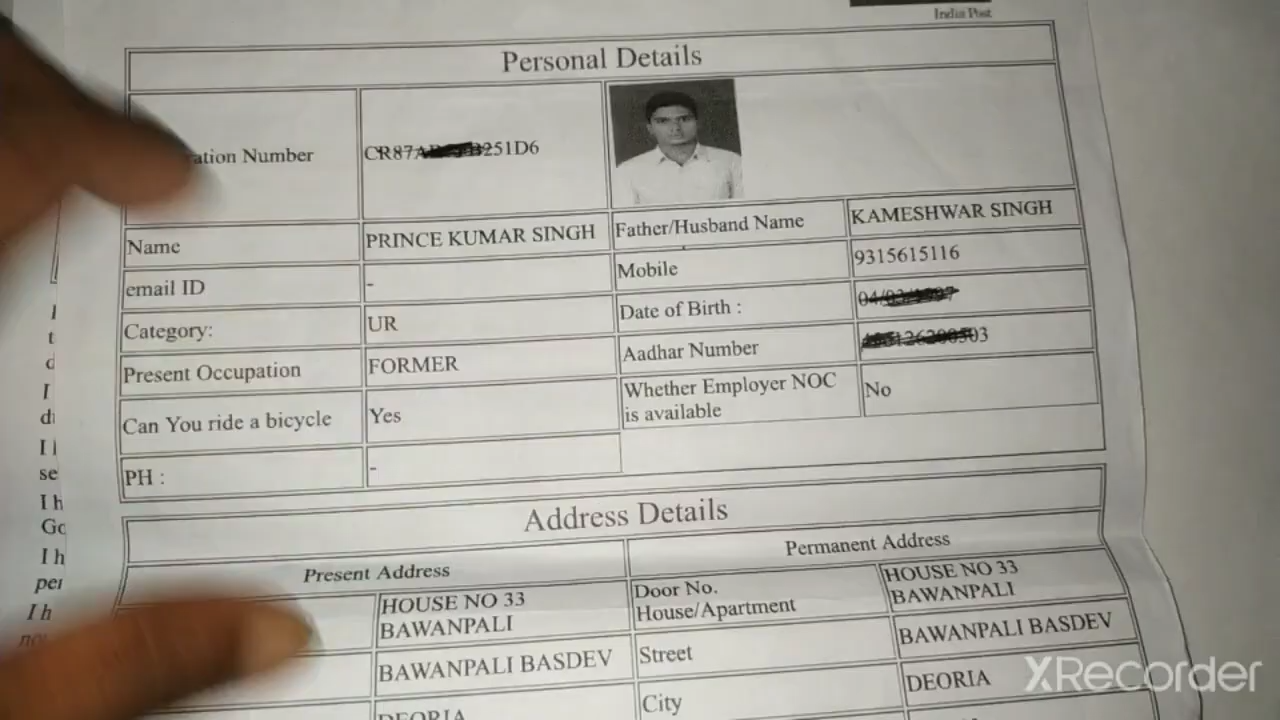 India Post
Personal Details
ation Number
Name PRINCE KUMAR SINGH Father/Husband Name KAMESHWAR SINGH
email ID - Mobile 9315615116
Category: UR Date of Birth :
Present Occupation FORMER Aadhar Number
Can You ride a bicycle Yes Whether Employer NOC
is available No
PH : -
Address Details
Present Address Permanent Address
HOUSE NO 33 Door No. HOUSE NO 33
BAWANPALI House/Apartment BAWANPALI
BAWANPALI BASDEV Street BAWANPALI BASDEV
DEORIA City DEORIA
XRecorder